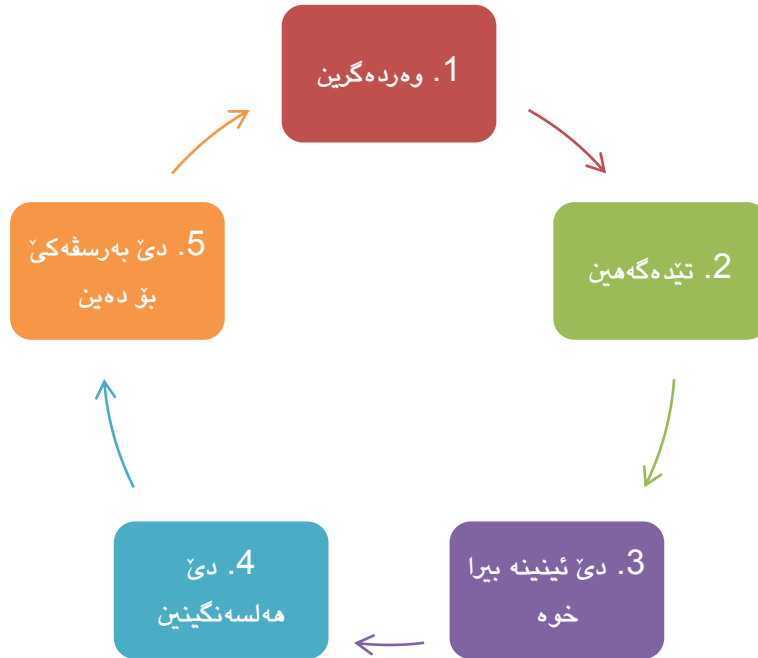 1. وەردەگرین
2. تێدەگەهین
3. دێ ئینینە بیرا
خوە
4. دێ
هەلسەنگینین
5. دێ بەرسڤەکێ
بۆ دەین